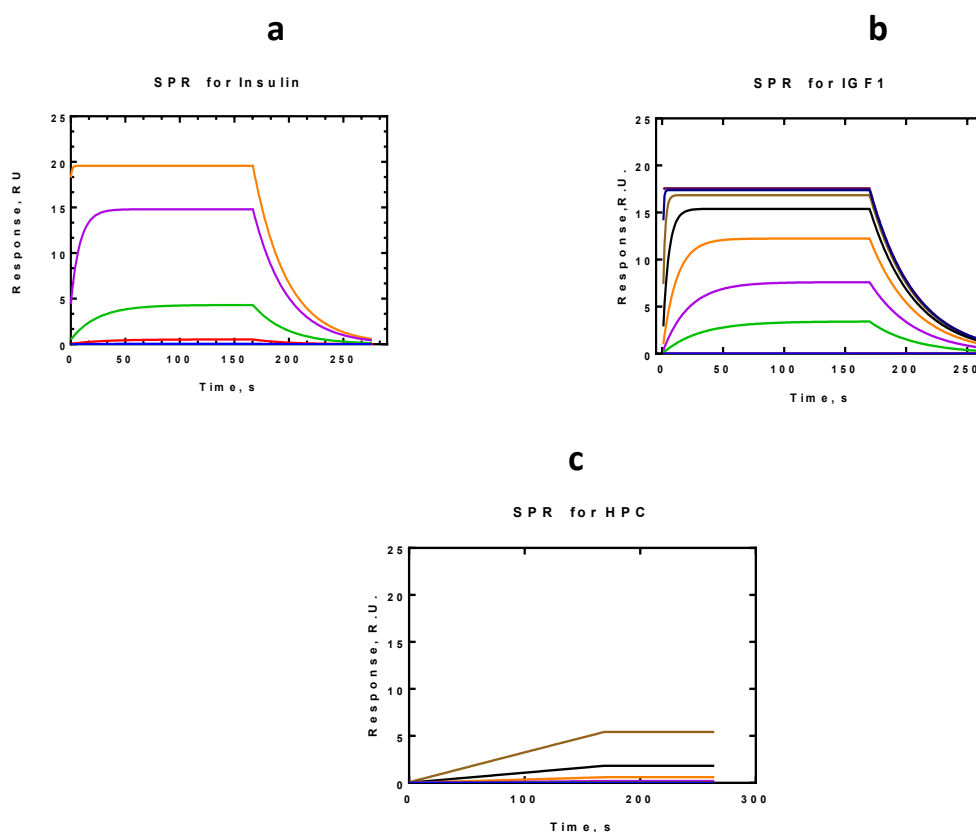 a
SPR for Insulin
25
20
15
10
5
0
Response, RU
0 50 100 150 200 250
Time, s
b
SPR for IGF1
25
20
15
10
5
0
Response, R.U.
0 50 100 150 200 250
Time, s
c
SPR for HPC
25
20
15
10
5
0
Response, R.U.
0 100 200 300
Time, s